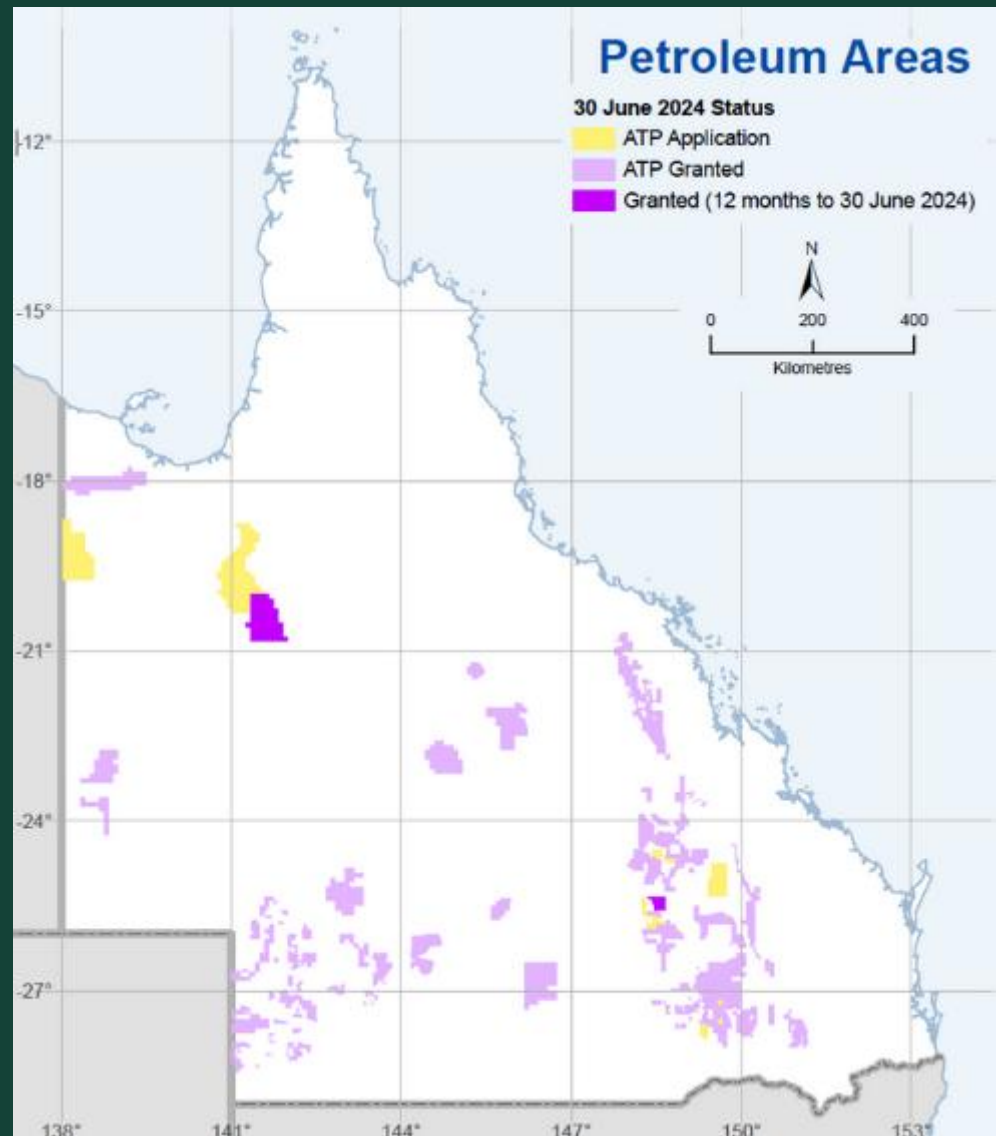 Petroleum Areas
30 June 2024 Status
ATP Application
ATP Granted
Granted (12 months to 30 June 2024)
N
0 200 400
Kilometres
-12°
-15°
-18°
-21°
-24°
-27°
138° 141° 144° 147° 150° 153°